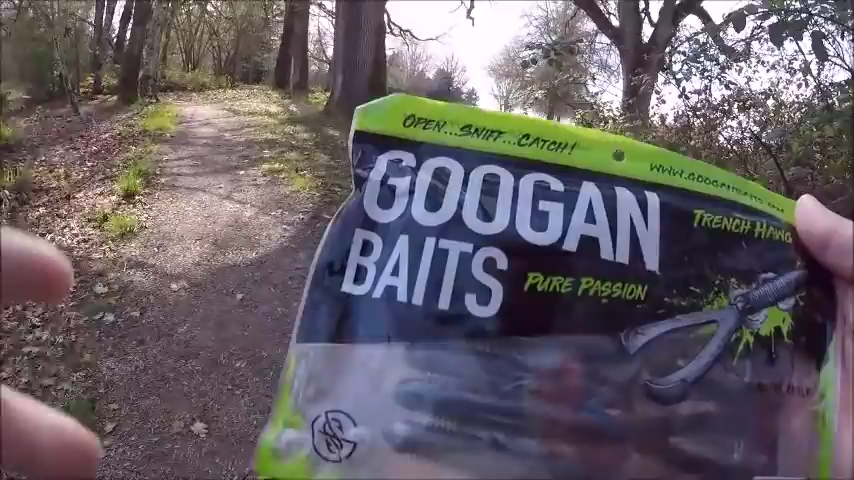 OPEN...SNIFF...CATCH!
GOOGAN
BAITS
PURE PASSION
TRENCH HAWG